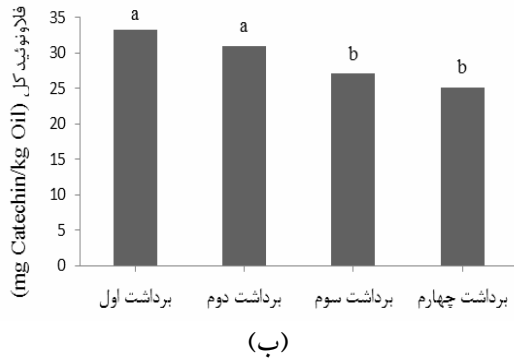 فلاونوئید کل
(mg Catechin/kg Oil)
35
30
25
20
15
10
5
0
a
a
b
b
برداشت اول
برداشت دوم
برداشت سوم
برداشت چهارم
(ب)